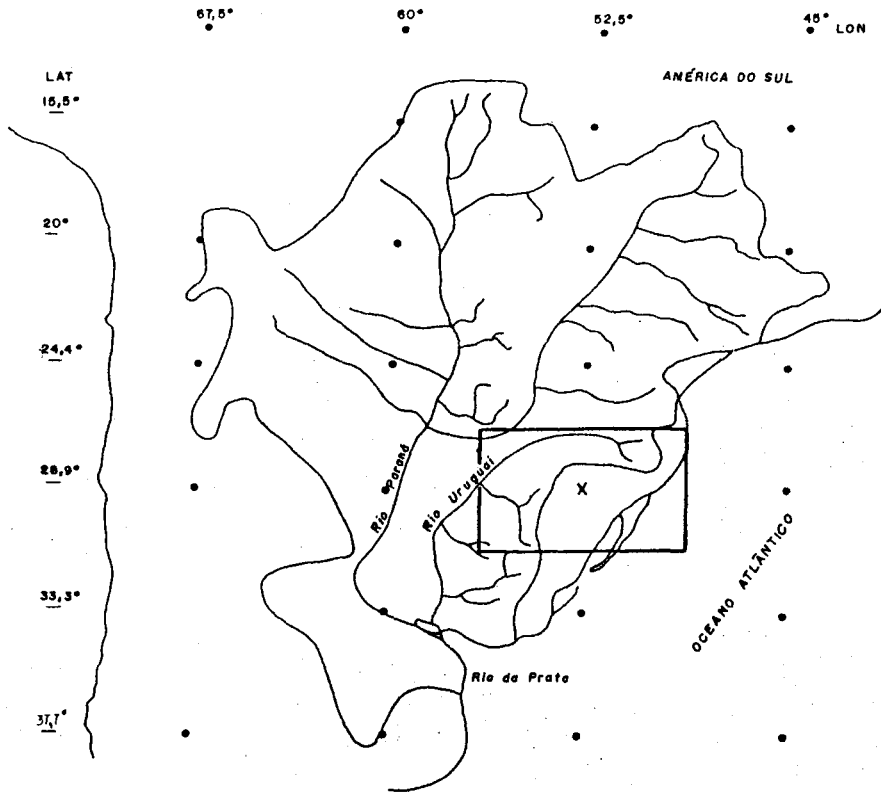 67,5°
60°
52,5°
45° LON
LAT
AMÉRICA DO SUL
15,5°
20°
24,4°
28,9°
Rio Paraná
Rio Uruguai
X
33,3°
OCEANO ATLÂNTICO
Rio da Prata
37,7°